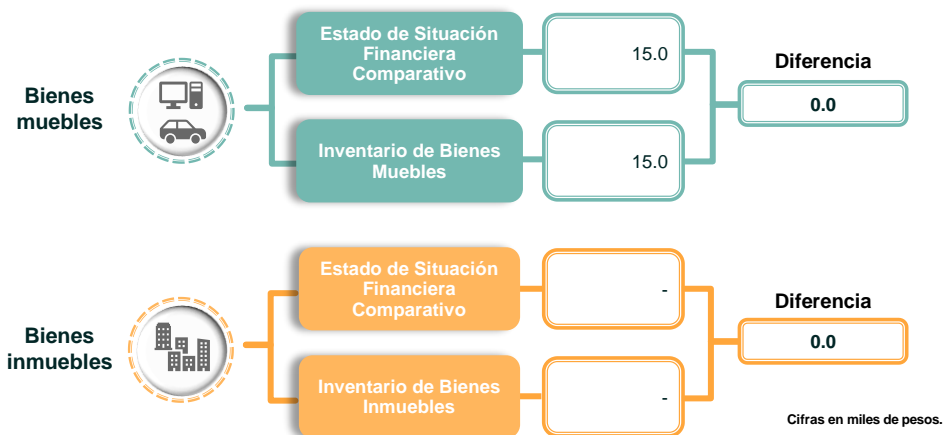 Bienes
muebles
Estado de Situación
Financiera
Comparativo
15.0
Inventario de Bienes
Muebles
15.0
Diferencia
0.0
Bienes
inmuebles
Estado de Situación
Financiera
Comparativo
-
Inventario de Bienes
Inmuebles
-
Diferencia
0.0
Cifras en miles de pesos.